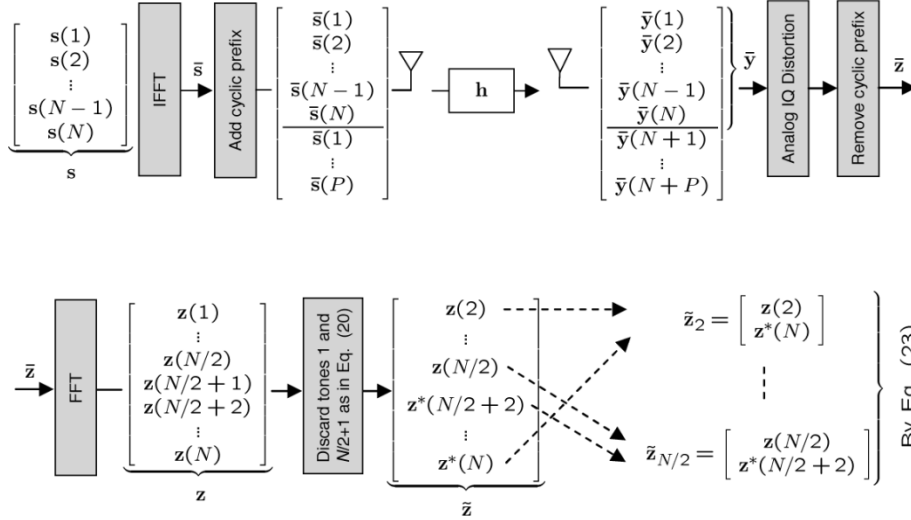 s(1)
s(2)
⋮
s(N − 1)
s(N)
s
IFFT
s̄
Add cyclic prefix
s̄(1)
s̄(2)
⋮
s̄(N − 1)
s̄(N)
s̄(1)
⋮
s̄(P)
h
ȳ(1)
ȳ(2)
⋮
ȳ(N − 1)
ȳ(N)
ȳ(N + 1)
⋮
ȳ(N + P)
ȳ
Analog IQ Distortion
Remove cyclic prefix
z̄
z̄
FFT
z(1)
⋮
z(N/2)
z(N/2 + 1)
z(N/2 + 2)
⋮
z(N)
z
Discard tones 1 and
N/2+1 as in Eq. (20)
z(2)
⋮
z(N/2)
z*(N/2 + 2)
⋮
z*(N)
z̃
z̃₂ = [ z(2)
z*(N) ]
z̃_{N/2} = [ z(N/2)
z*(N/2 + 2) ]
By Eq. (23)